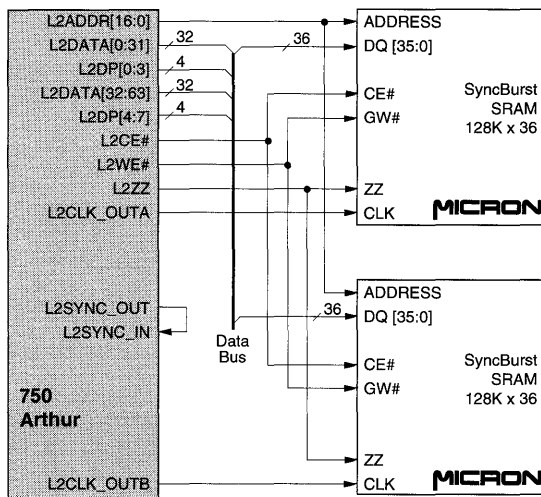 L2ADDR[16:0]
L2DATA[0:31]
32
L2DP[0:3]
4
L2DATA[32:63]
32
L2DP[4:7]
4
L2CE#
L2WE#
L2ZZ
L2CLK_OUTA
L2SYNC_OUT
L2SYNC_IN
750
Arthur
L2CLK_OUTB
Data
Bus
36
ADDRESS
DQ [35:0]
CE#
GW#
SyncBurst
SRAM
128K x 36
ZZ
CLK
MICRON
36
ADDRESS
DQ [35:0]
CE#
GW#
SyncBurst
SRAM
128K x 36
ZZ
CLK
MICRON